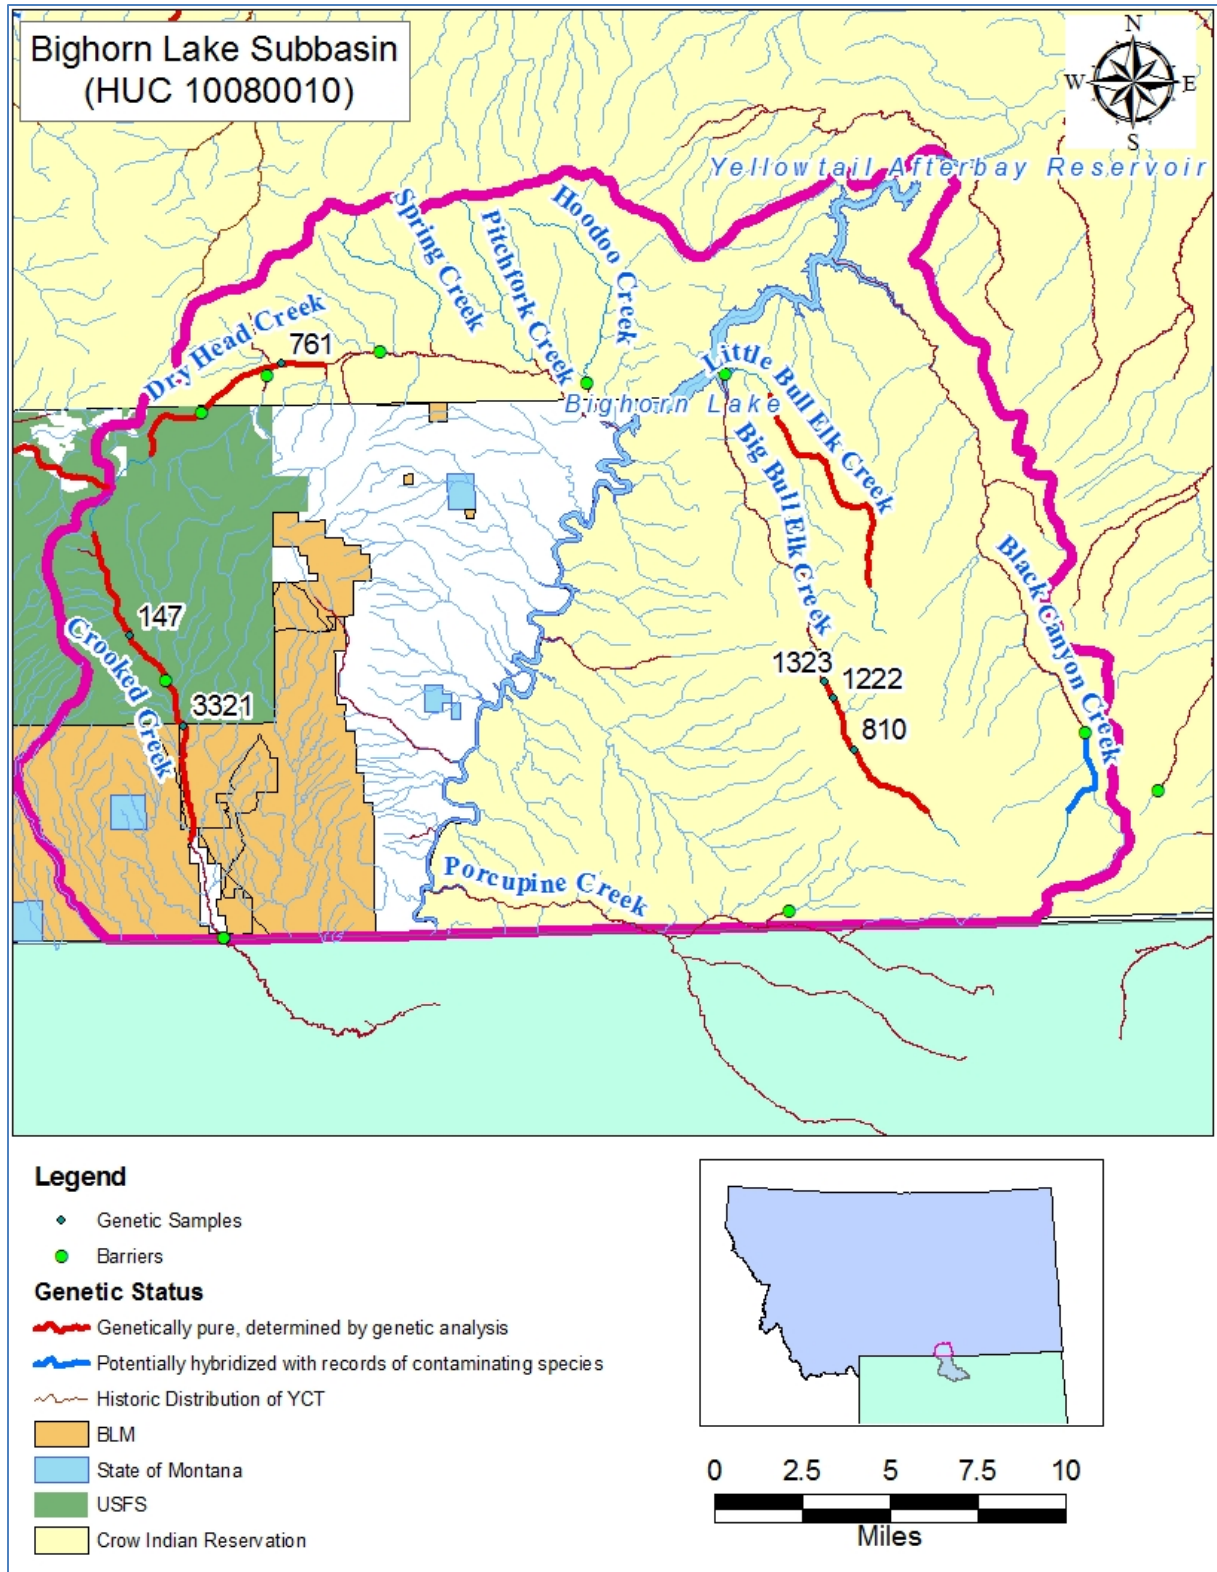 Bighorn Lake Subbasin
(HUC 10080010)
N
W
E
S
Yellowtail Afterbay Reservoir
Spring Creek
Pitchfork Creek
Hoodoo Creek
Dry Head Creek
761
Little Bull Elk Creek
Bighorn Lake
Big Bull Elk Creek
Black Canyon Creek
147
Crooked Creek
3321
1323
1222
810
Porcupine Creek
Legend
Genetic Samples
Barriers
Genetic Status
Genetically pure, determined by genetic analysis
Potentially hybridized with records of contaminating species
Historic Distribution of YCT
BLM
State of Montana
USFS
Crow Indian Reservation
0 2.5 5 7.5 10
Miles